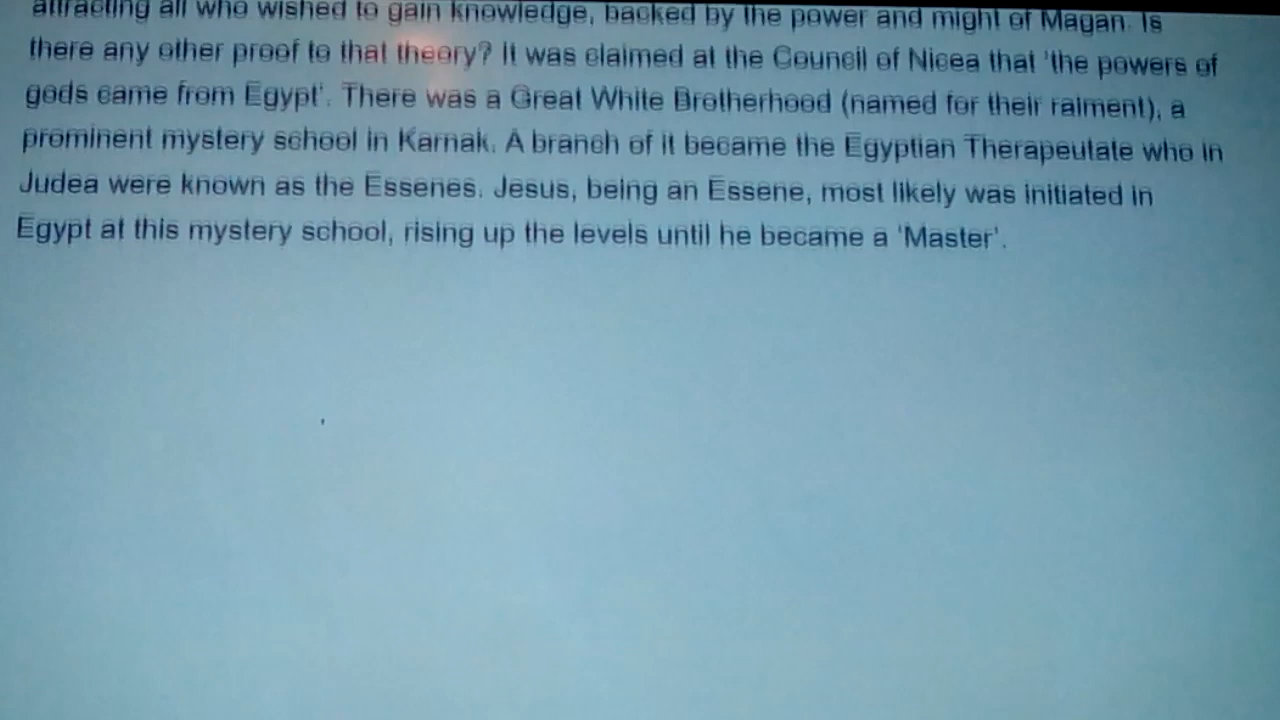 attracting all who wished to gain knowledge, backed by the power and might of Magan. Is
there any other proof to that theory? It was claimed at the Council of Nicea that 'the powers of
gods came from Egypt'. There was a Great White Brotherhood (named for their raiment), a
prominent mystery school in Karnak. A branch of it became the Egyptian Therapeutate who in
Judea were known as the Essenes. Jesus, being an Essene, most likely was initiated in
Egypt at this mystery school, rising up the levels until he became a 'Master'.